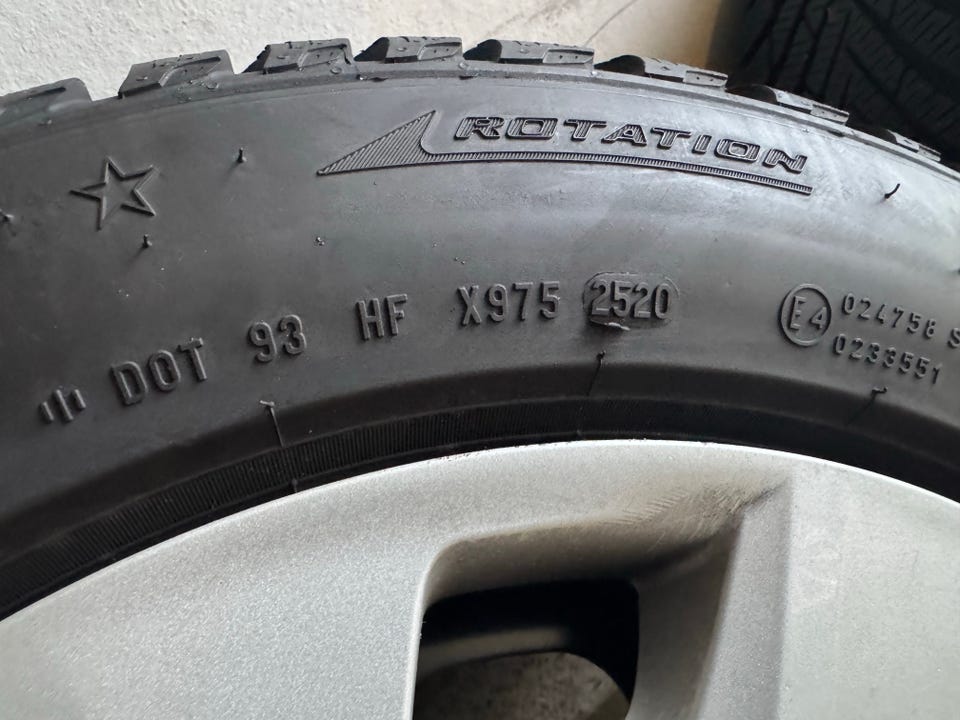 ROTATION
DOT 93 HF X975 2520
E4 024758 S
0233551